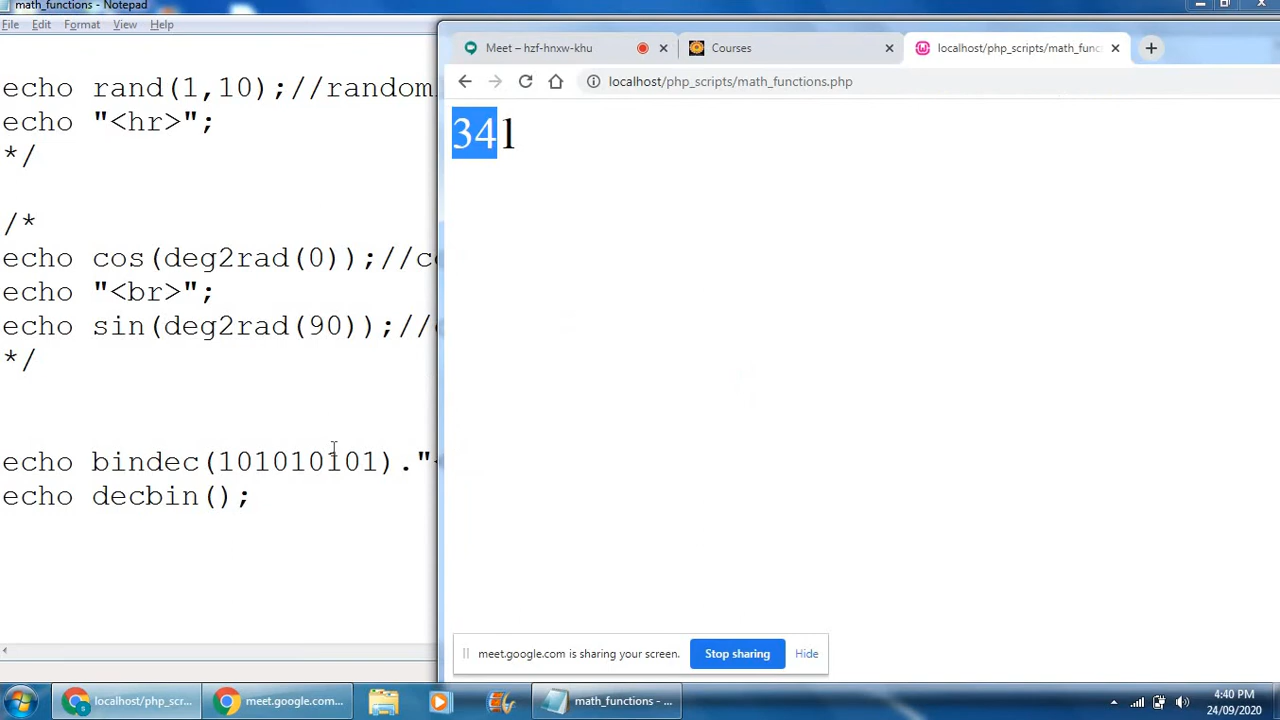 math_functions - Notepad
File Edit Format View Help
echo rand(1,10);//random
echo "<hr>";
*/
/*
echo cos(deg2rad(0));//c
echo "<br>";
echo sin(deg2rad(90));//
*/
echo bindec(101010101)."
echo decbin();
Meet – hzf-hnxw-khu
Courses
localhost/php_scripts/math_func
localhost/php_scripts/math_functions.php
341
meet.google.com is sharing your screen.
Stop sharing
Hide
localhost/php_scr...
meet.google.com...
math_functions - ...
4:40 PM
24/09/2020